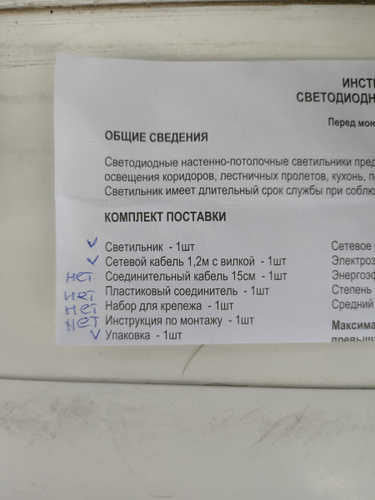 ИНСТ
СВЕТОДИОДН
Перед мон
ОБЩИЕ СВЕДЕНИЯ
Светодиодные настенно-потолочные светильники пред
освещения коридоров, лестничных пролетов, кухонь, п
Светильник имеет длительный срок службы при соблю
КОМПЛЕКТ ПОСТАВКИ
✓ Светильник - 1шт Сетевое
✓ Сетевой кабель 1,2м с вилкой - 1шт Электроэ
нет Соединительный кабель 15см - 1шт Энергоэф
нет Пластиковый соединитель - 1шт Степень
нет Набор для крепежа - 1шт Средний
нет Инструкция по монтажу - 1шт Максима
✓ Упаковка - 1шт превыш